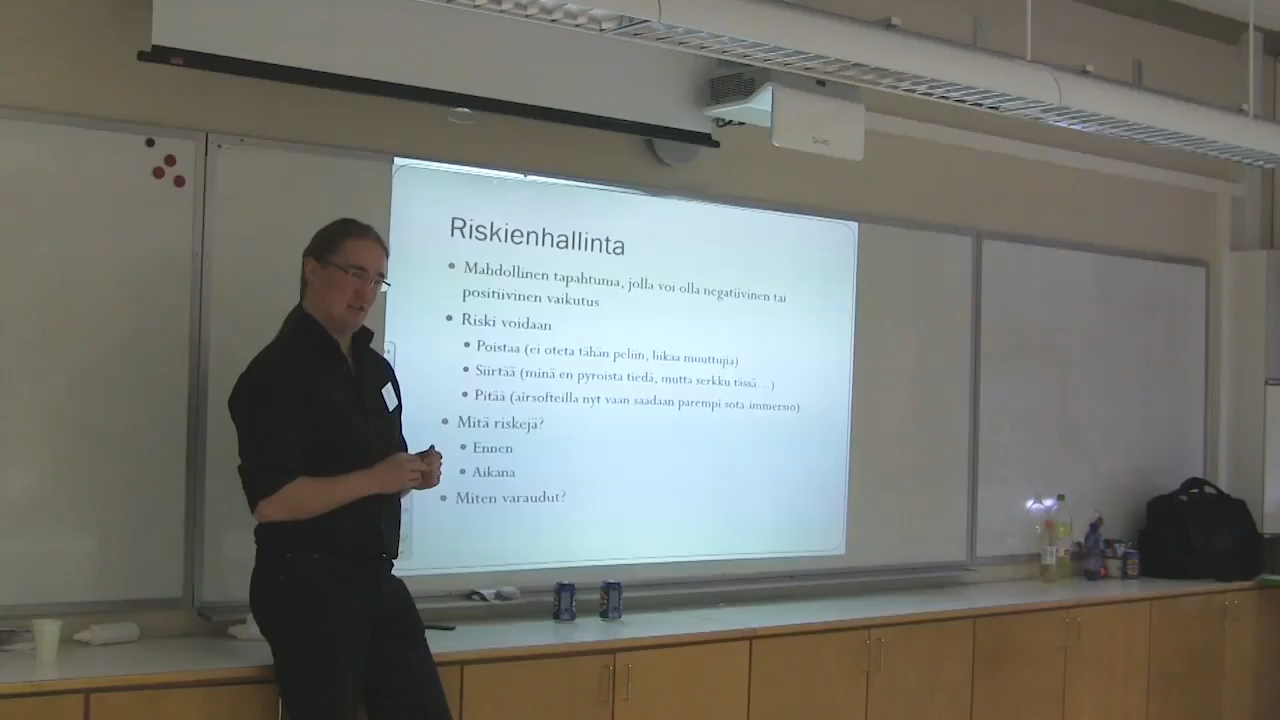 Riskienhallinta
Mahdollinen tapahtuma, jolla voi olla negatiivinen tai
positiivinen vaikutus
Riski voidaan
Poistaa (ei oteta tähän peliin, liikaa muuttujia)
Siirtää (minä en pyroista tiedä, mutta serkku tässä…)
Pitää (airsofteilla nyt vaan saadaan parempi sota immersio)
Mitä riskejä?
Ennen
Aikana
Miten varaudut?